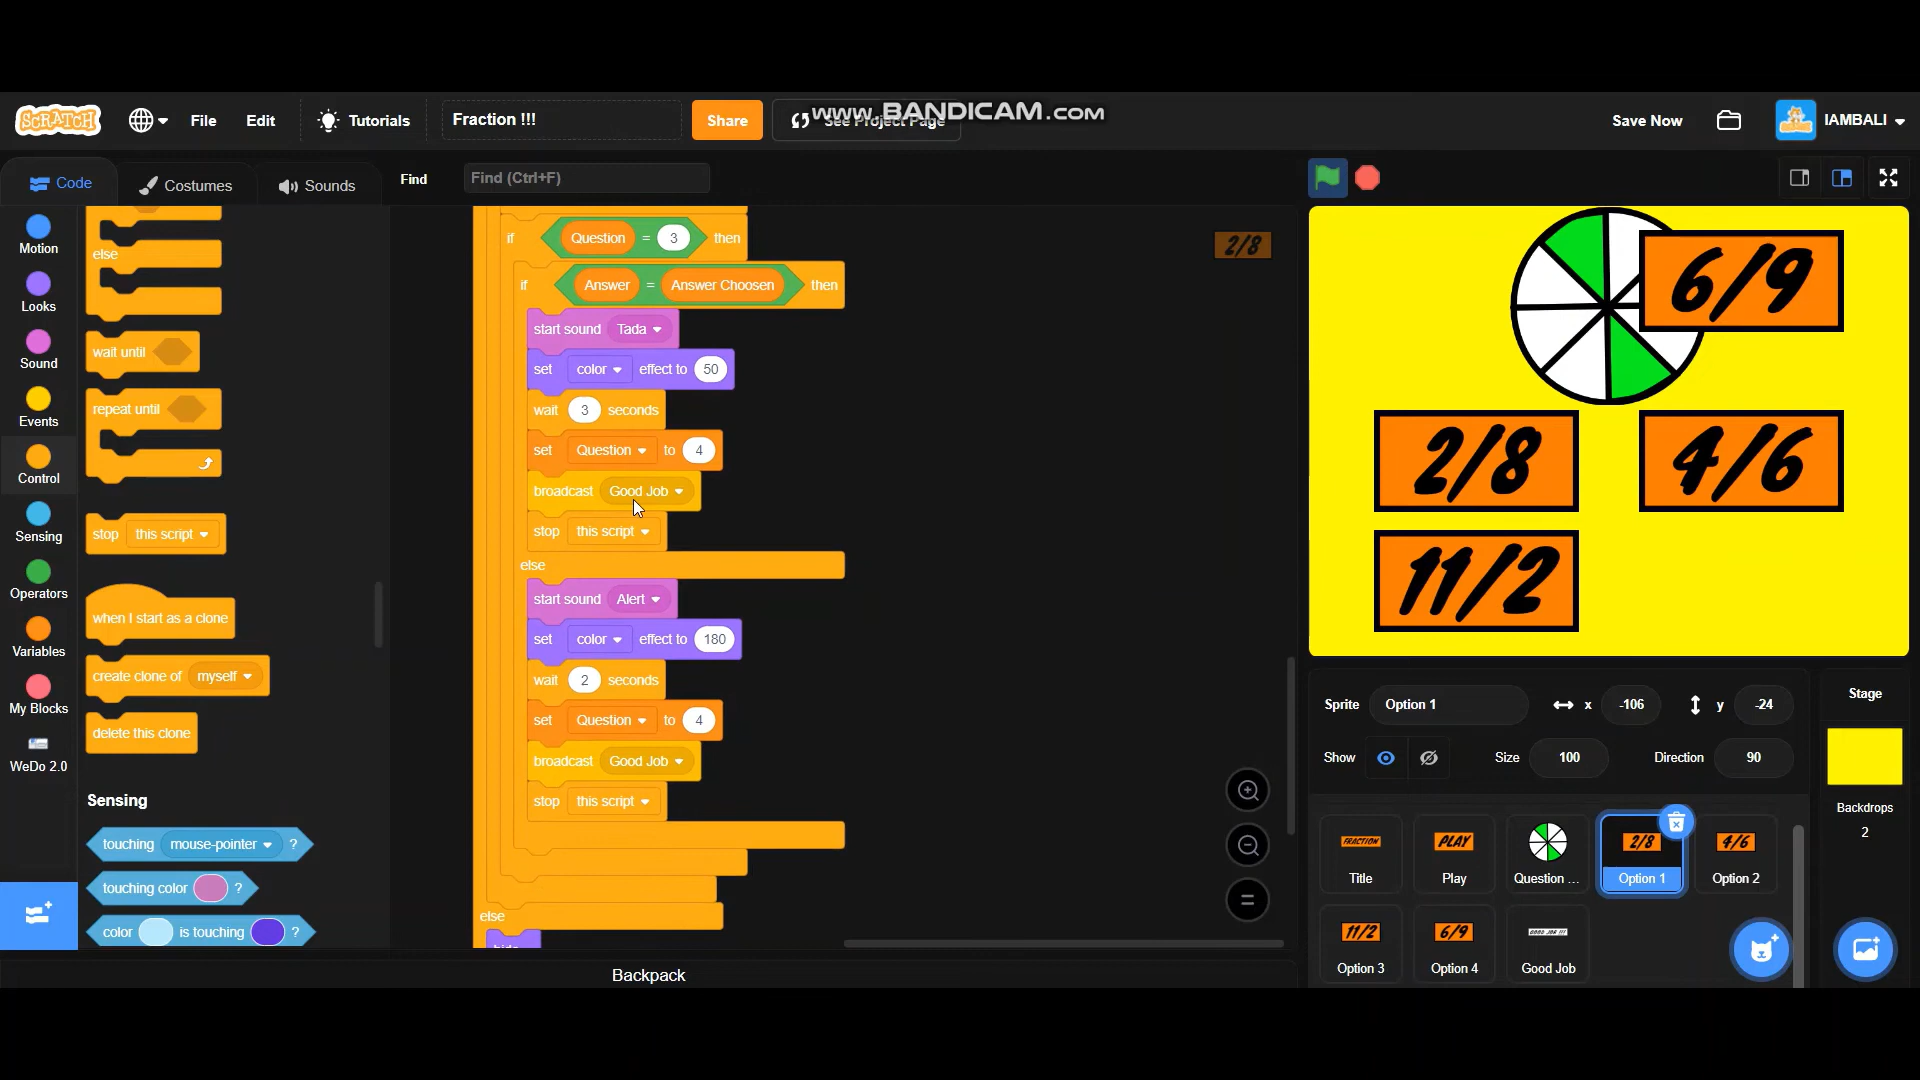 www.BANDICAM.com
SCRATCH File Edit Tutorials Fraction !!! Share See Project Page Save Now IAMBALI
Code Costumes Sounds Find Find (Ctrl+F)
Motion
Looks
Sound
Events
Control
Sensing
Operators
Variables
My Blocks
WeDo 2.0
else
wait until
repeat until
stop this script
when I start as a clone
create clone of myself
delete this clone
Sensing
touching mouse-pointer ?
touching color ?
color is touching ?
if Question = 3 then
if Answer = Answer Choosen then
start sound Tada
set color effect to 50
wait 3 seconds
set Question to 4
broadcast Good Job
stop this script
else
start sound Alert
set color effect to 180
wait 2 seconds
set Question to 4
broadcast Good Job
stop this script
else
hide
2/8
Backpack
6/9
2/8 4/6
11/2
Sprite Option 1 x -106 y -24
Show Size 100 Direction 90
FRACTION PLAY 2/8 4/6
Title Play Question ... Option 1 Option 2
11/2 6/9 GOOD JOB !!!
Option 3 Option 4 Good Job
Stage
Backdrops
2